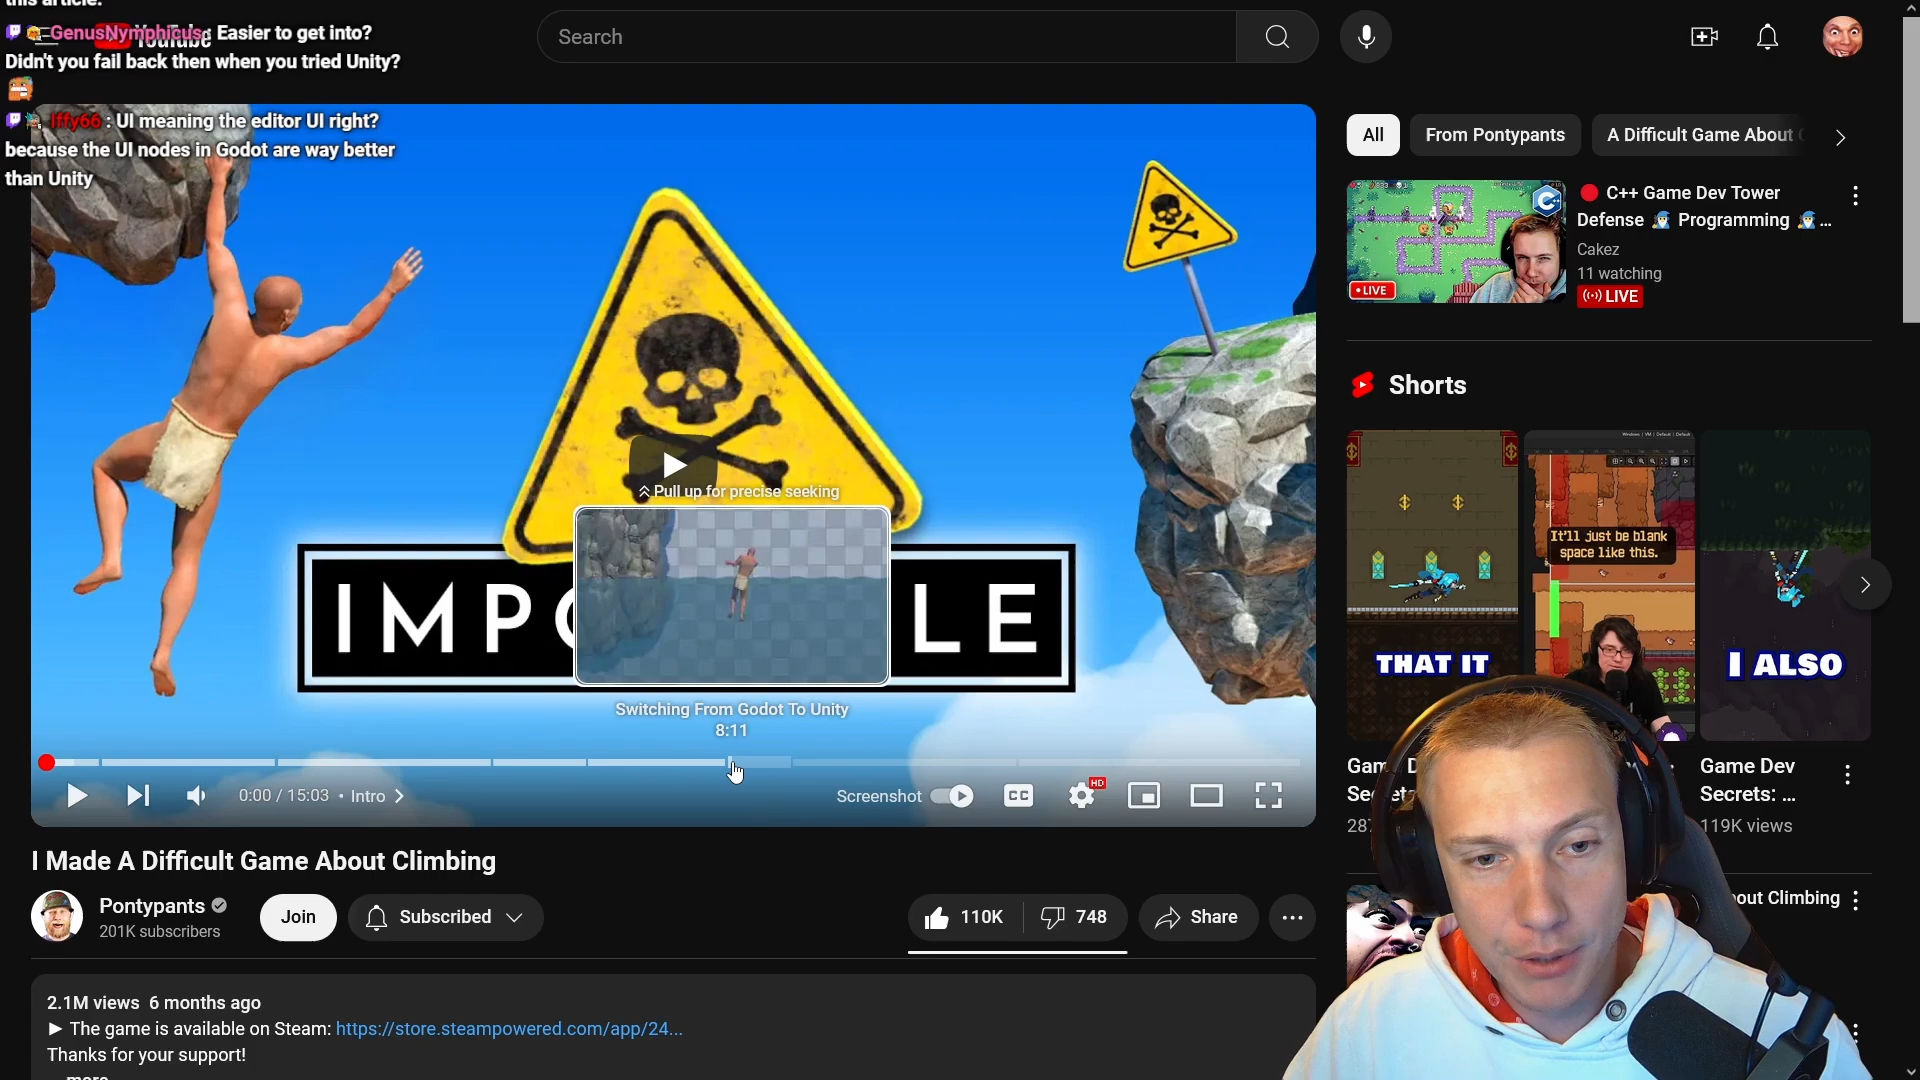 this article.
GenusNymphicus: Easier to get into?
Didn't you fail back then when you tried Unity?
YouTube
Search
Iffy66 : UI meaning the editor UI right?
because the UI nodes in Godot are way better
than Unity
All
From Pontypants
A Difficult Game About
C++ Game Dev Tower
Defense 🧙‍♂️ Programming 🧙‍♂️ ...
Cakez
11 watching
LIVE
LIVE
Shorts
It'll just be blank
space like this.
THAT IT
I ALSO
Game Dev
Secrets: ...
119K views
Pull up for precise seeking
Switching From Godot To Unity
8:11
0:00 / 15:03 • Intro
Screenshot
CC
HD
I Made A Difficult Game About Climbing
Pontypants
201K subscribers
Join
Subscribed
110K
748
Share
2.1M views 6 months ago
► The game is available on Steam: https://store.steampowered.com/app/24...
Thanks for your support!
...more